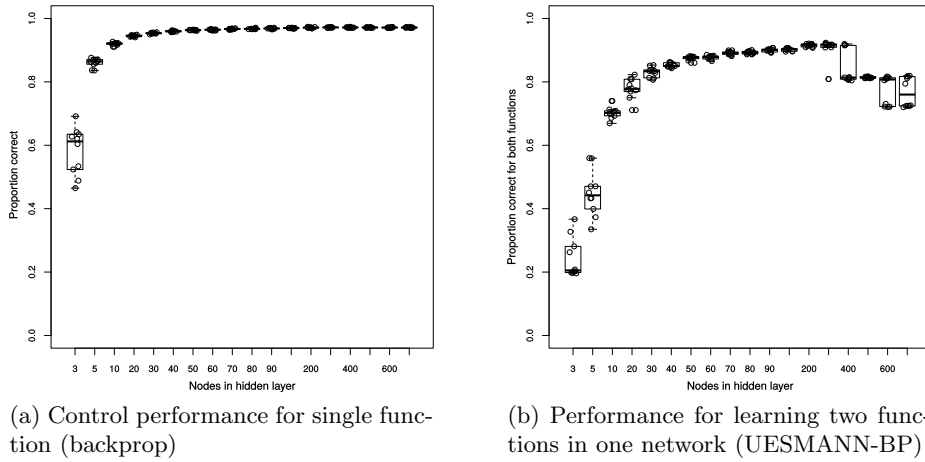 Proportion correct
1.0
0.8
0.6
0.4
0.2
0.0
3 5 10 20 30 40 50 60 70 80 90 200 400 600
Nodes in hidden layer
(a) Control performance for single func-
tion (backprop)
Proportion correct for both functions
1.0
0.8
0.6
0.4
0.2
0.0
3 5 10 20 30 40 50 60 70 80 90 200 400 600
Nodes in hidden layer
(b) Performance for learning two func-
tions in one network (UESMANN-BP)